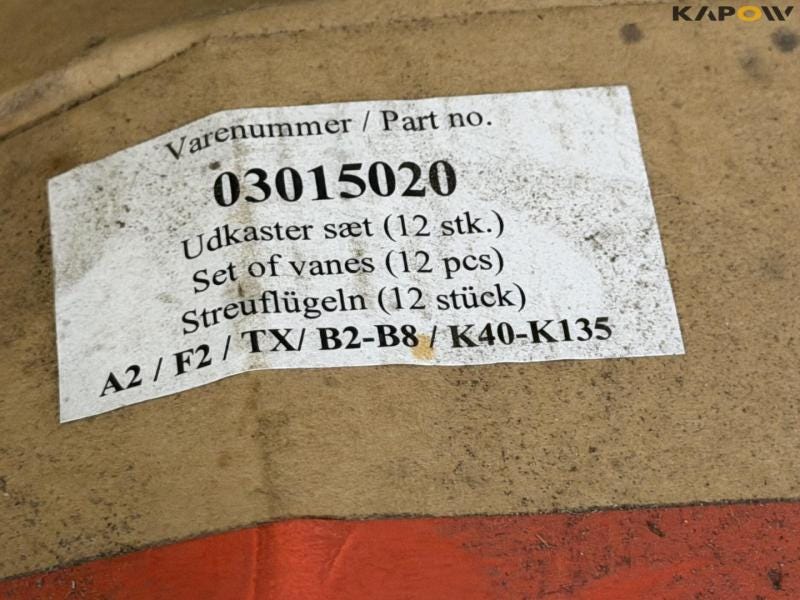 KAPOW
Varenummer / Part no.
03015020
Udkaster sæt (12 stk.)
Set of vanes (12 pcs)
Streuflügeln (12 stück)
A2 / F2 / TX/ B2-B8 / K40-K135